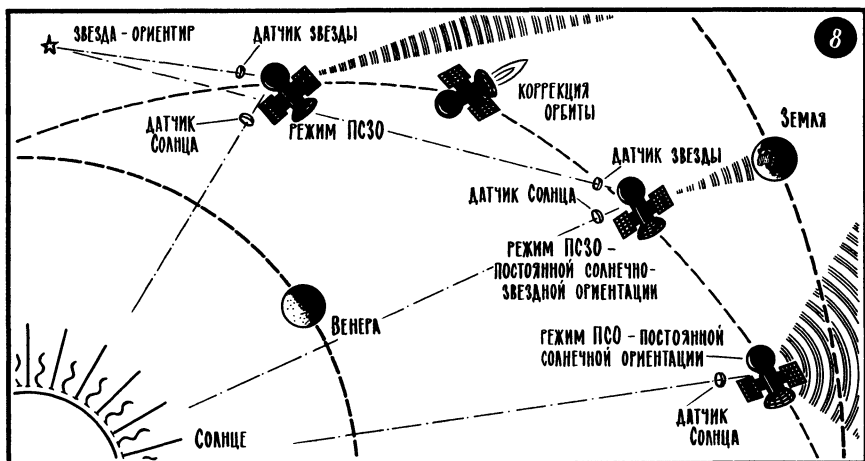 ЗВЕЗДА-ОРИЕНТИР
ДАТЧИК ЗВЕЗДЫ
8
ДАТЧИК
СОЛНЦА
РЕЖИМ ПСЗО
КОРРЕКЦИЯ
ОРБИТЫ
ЗЕМЛЯ
ДАТЧИК ЗВЕЗДЫ
ДАТЧИК СОЛНЦА
РЕЖИМ ПСЗО –
ПОСТОЯННОЙ СОЛНЕЧНО-
ЗВЕЗДНОЙ ОРИЕНТАЦИИ
ВЕНЕРА
РЕЖИМ ПСО – ПОСТОЯННОЙ
СОЛНЕЧНОЙ ОРИЕНТАЦИИ
ДАТЧИК
СОЛНЦА
СОЛНЦЕ